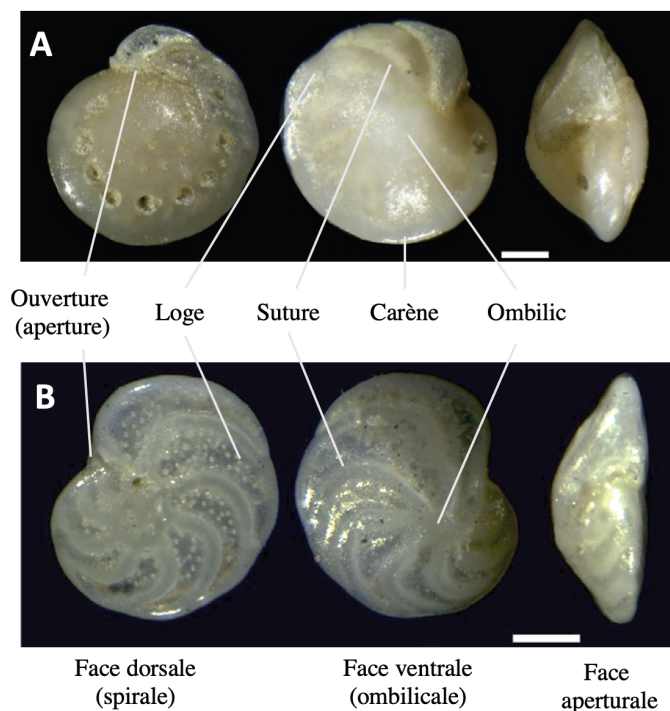 A
Ouverture
(aperture)
Loge
Suture
Carène
Ombilic
B
Face dorsale
(spirale)
Face ventrale
(ombilicale)
Face
aperturale